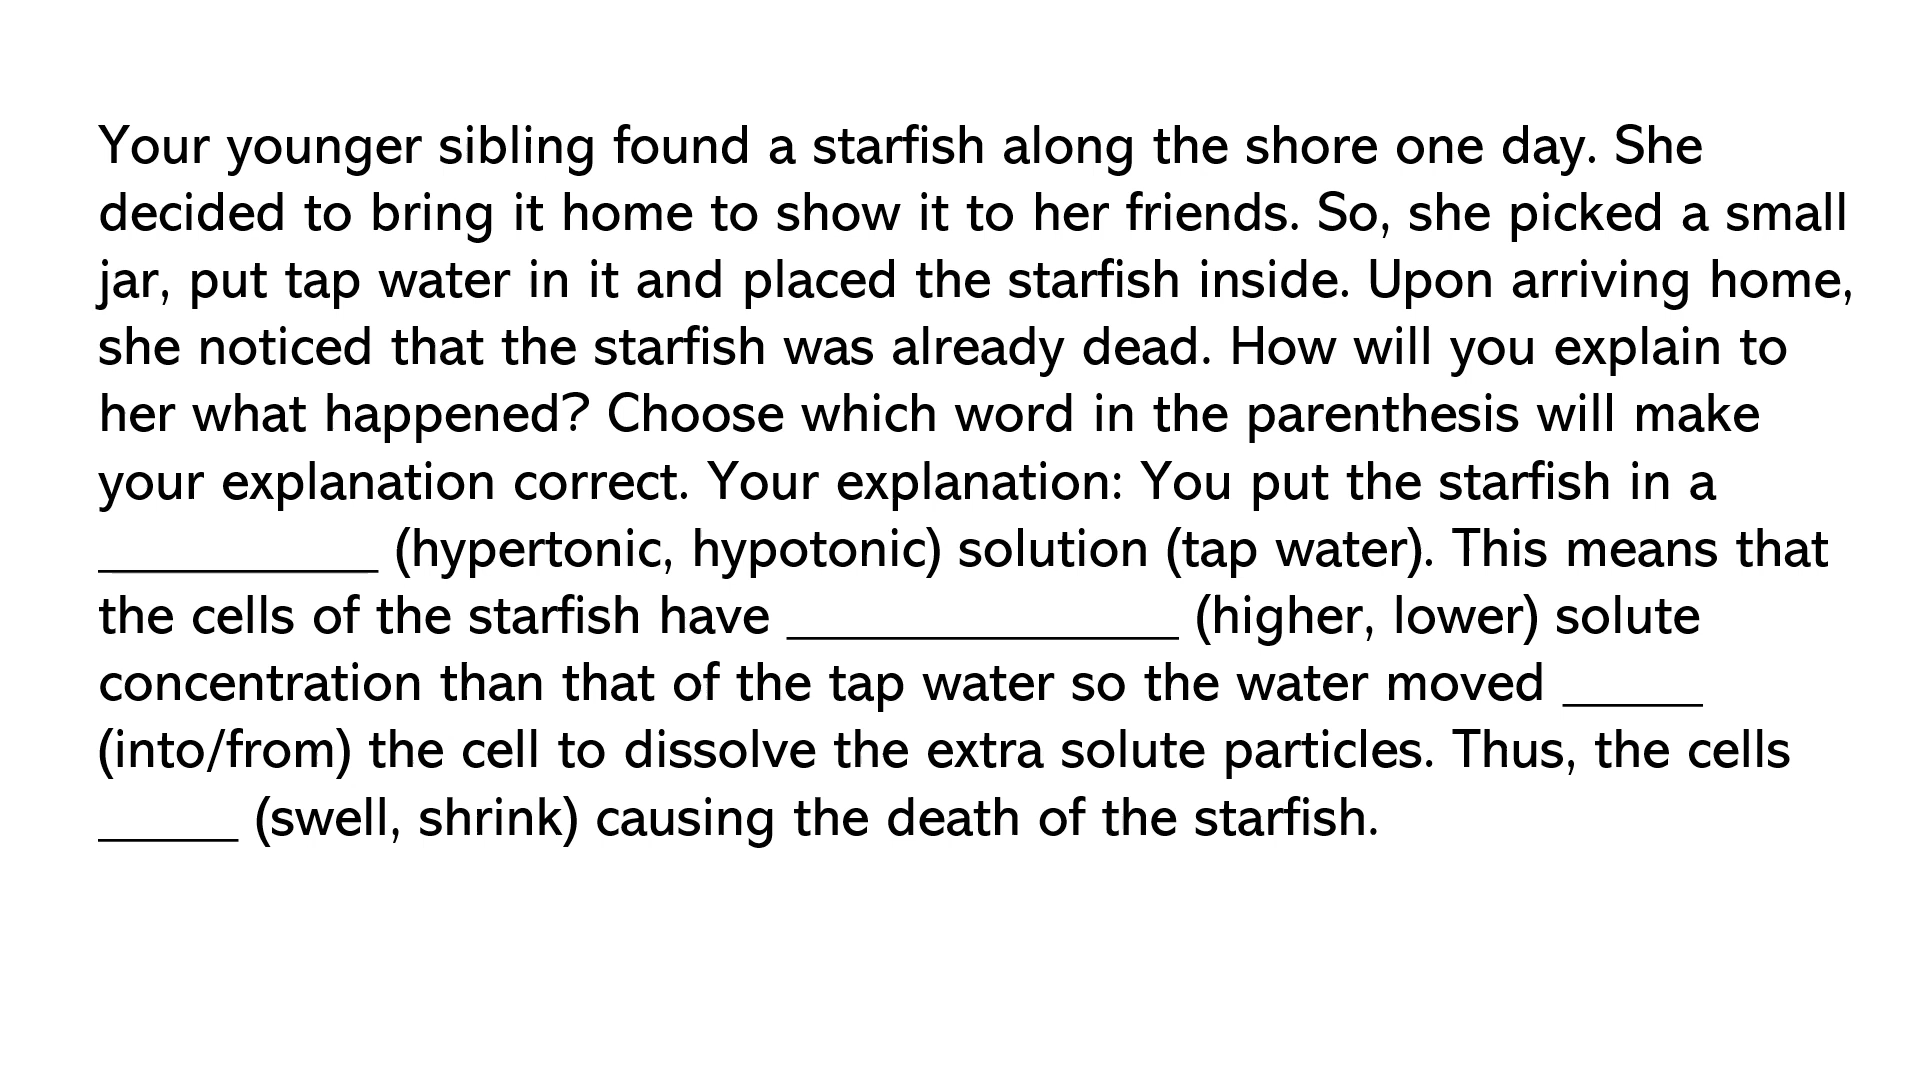 Your younger sibling found a starfish along the shore one day. She
decided to bring it home to show it to her friends. So, she picked a small
jar, put tap water in it and placed the starfish inside. Upon arriving home,
she noticed that the starfish was already dead. How will you explain to
her what happened? Choose which word in the parenthesis will make
your explanation correct. Your explanation: You put the starfish in a
__________ (hypertonic, hypotonic) solution (tap water). This means that
the cells of the starfish have ______________ (higher, lower) solute
concentration than that of the tap water so the water moved _____
(into/from) the cell to dissolve the extra solute particles. Thus, the cells
_____ (swell, shrink) causing the death of the starfish.